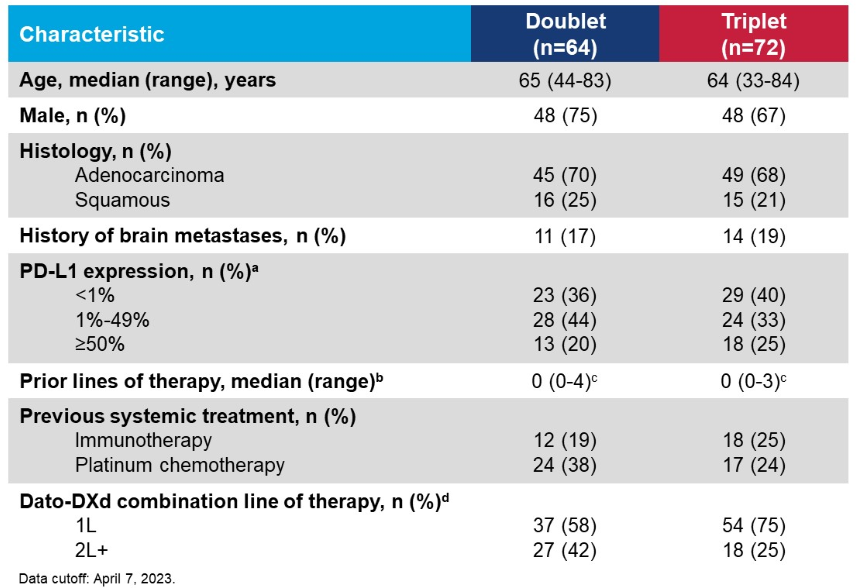 Characteristic Doublet (n=64) Triplet (n=72)
Age, median (range), years 65 (44-83) 64 (33-84)
Male, n (%) 48 (75) 48 (67)
Histology, n (%)
Adenocarcinoma 45 (70) 49 (68)
Squamous 16 (25) 15 (21)
History of brain metastases, n (%) 11 (17) 14 (19)
PD-L1 expression, n (%)ᵃ
<1% 23 (36) 29 (40)
1%-49% 28 (44) 24 (33)
≥50% 13 (20) 18 (25)
Prior lines of therapy, median (range)ᵇ 0 (0-4)ᶜ 0 (0-3)ᶜ
Previous systemic treatment, n (%)
Immunotherapy 12 (19) 18 (25)
Platinum chemotherapy 24 (38) 17 (24)
Dato-DXd combination line of therapy, n (%)ᵈ
1L 37 (58) 54 (75)
2L+ 27 (42) 18 (25)
Data cutoff: April 7, 2023.